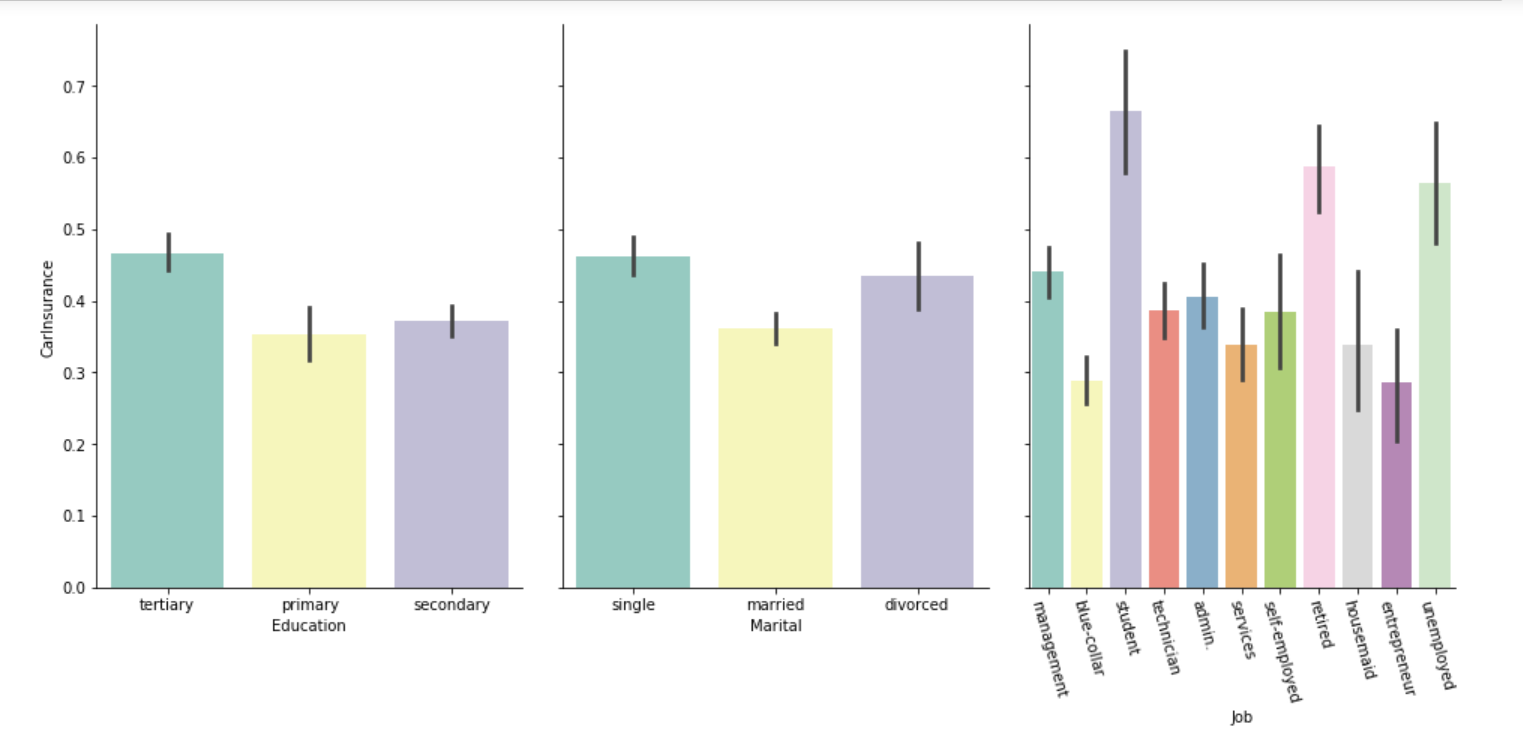 CarInsurance
0.7
0.6
0.5
0.4
0.3
0.2
0.1
0.0
tertiary primary secondary
Education
single married divorced
Marital
management blue-collar student technician admin. services self-employed retired housemaid entrepreneur unemployed
Job